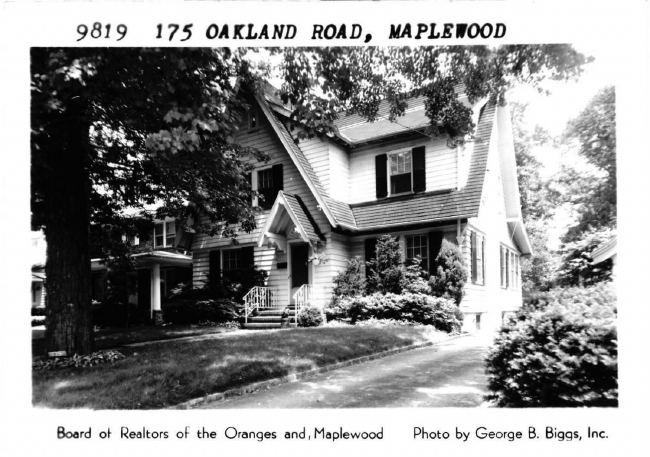 9819 175 OAKLAND ROAD, MAPLEWOOD
Board of Realtors of the Oranges and, Maplewood Photo by George B. Biggs, Inc.